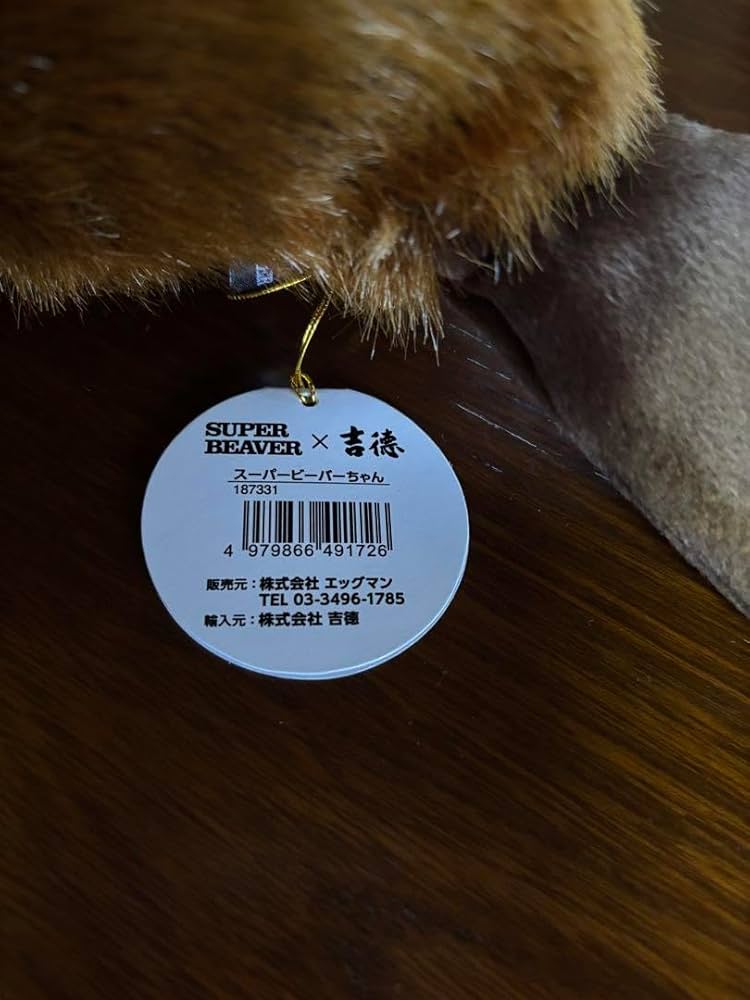 SUPER
BEAVER × 吉德
スーパービーバーちゃん
187331
4 979866 491726
販売元：株式会社 エッグマン
TEL 03-3496-1785
輸入元：株式会社 吉徳